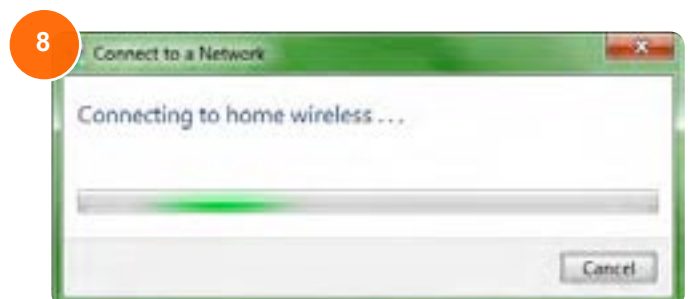 8
Connect to a Network
Connecting to home wireless . . .
Cancel